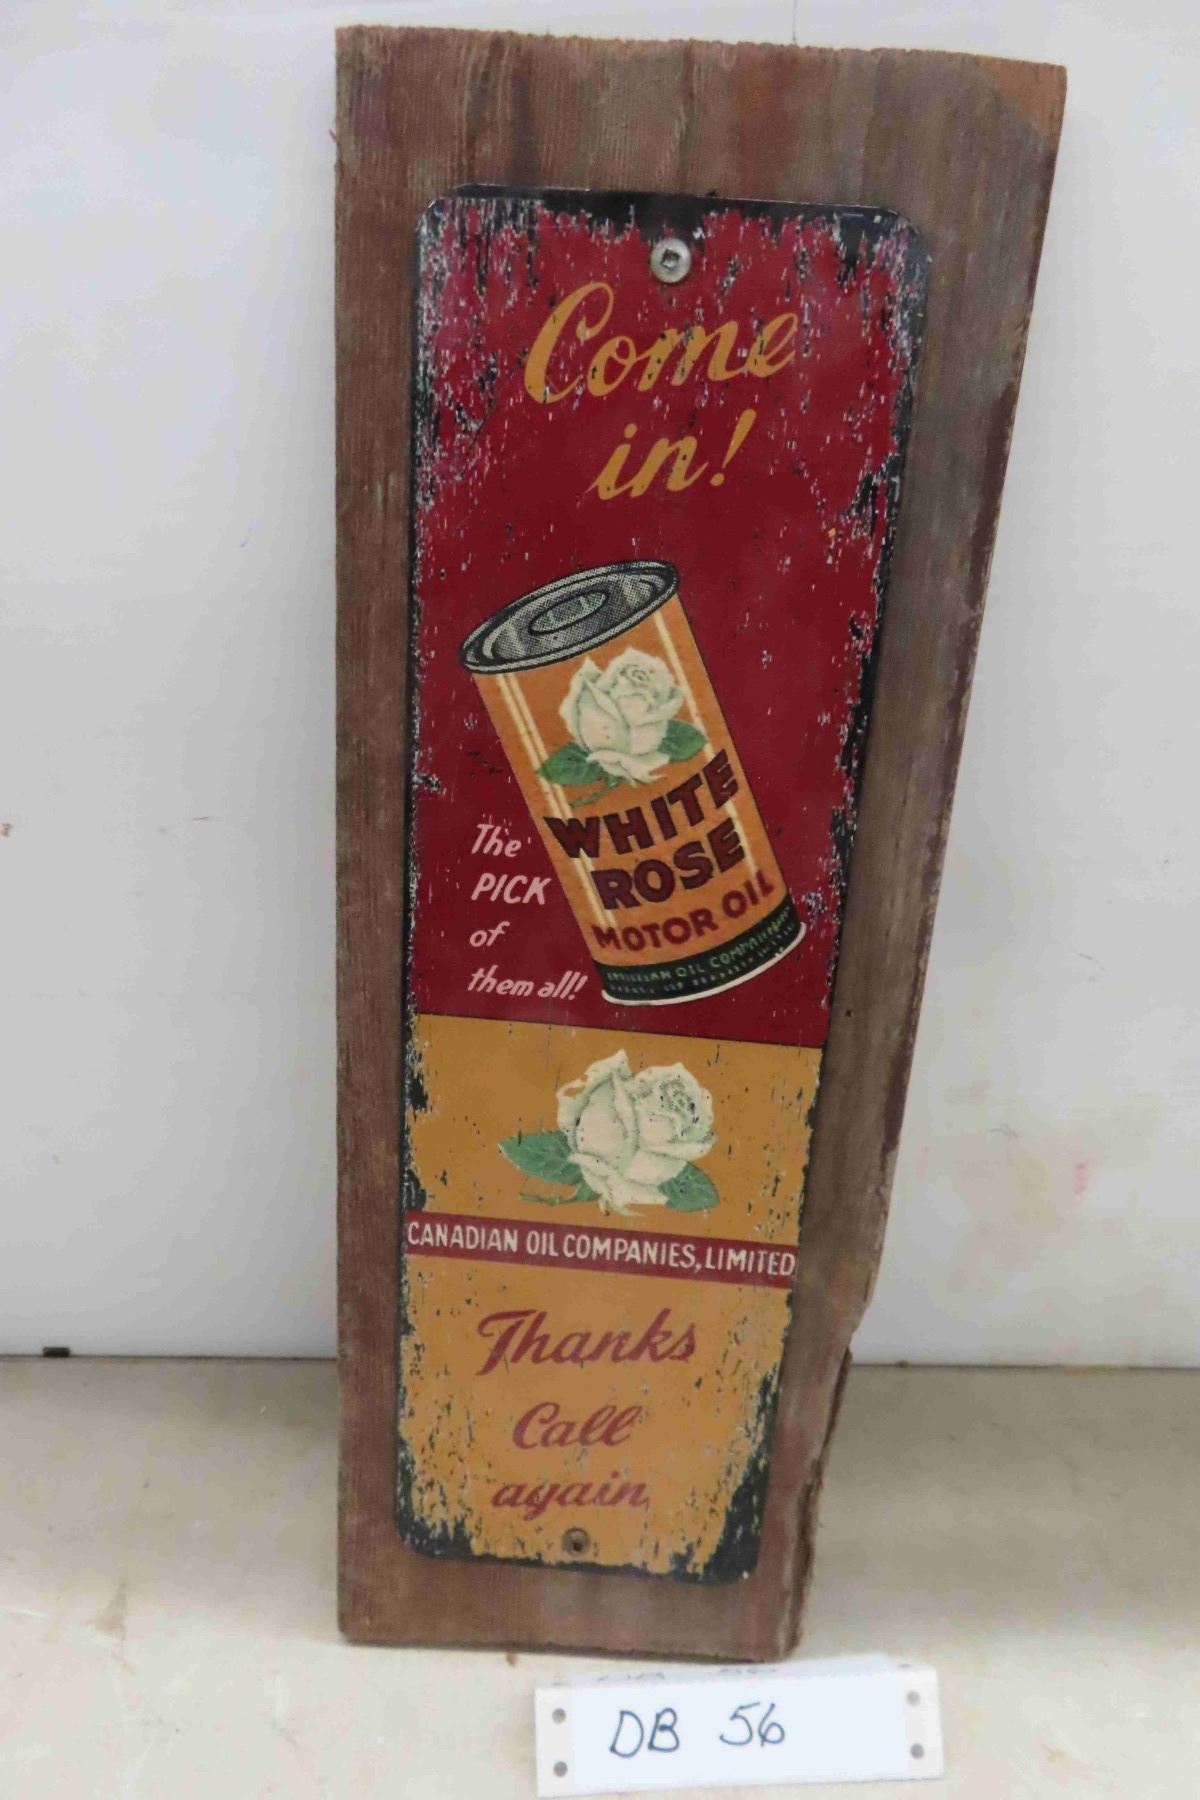 Come
in!
WHITE
ROSE
MOTOR OIL
The
PICK
of
them all!
CANADIAN OIL COMPANIES, LIMITED
Thanks
Call
again
DB 56